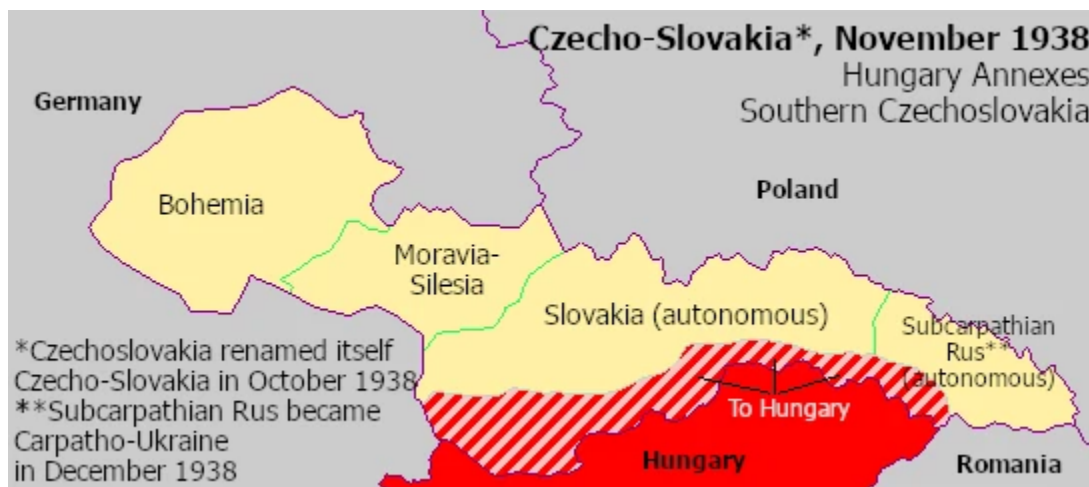 Czecho-Slovakia*, November 1938
Hungary Annexes
Southern Czechoslovakia
Germany
Poland
Bohemia
Moravia-
Silesia
Slovakia (autonomous)
Subcarpathian
Rus**
(autonomous)
*Czechoslovakia renamed itself
Czecho-Slovakia in October 1938
**Subcarpathian Rus became
Carpatho-Ukraine
in December 1938
To Hungary
Hungary
Romania